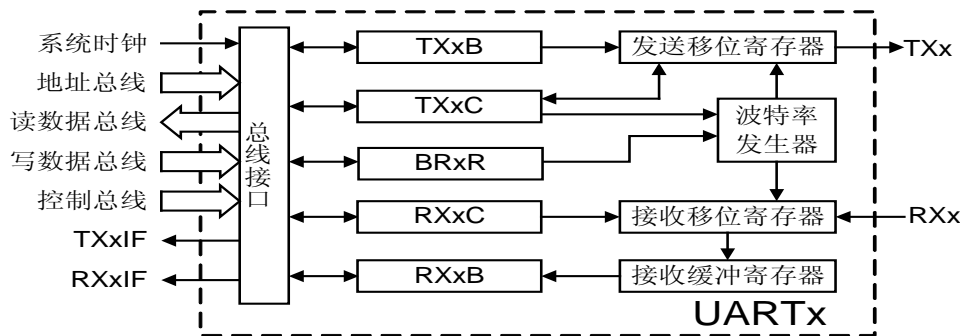 系统时钟
地址总线
读数据总线
写数据总线
控制总线
TXxIF
RXxIF
总线接口
TXxB
TXxC
BRxR
RXxC
RXxB
发送移位寄存器
波特率
发生器
接收移位寄存器
接收缓冲寄存器
TXx
RXx
UARTx